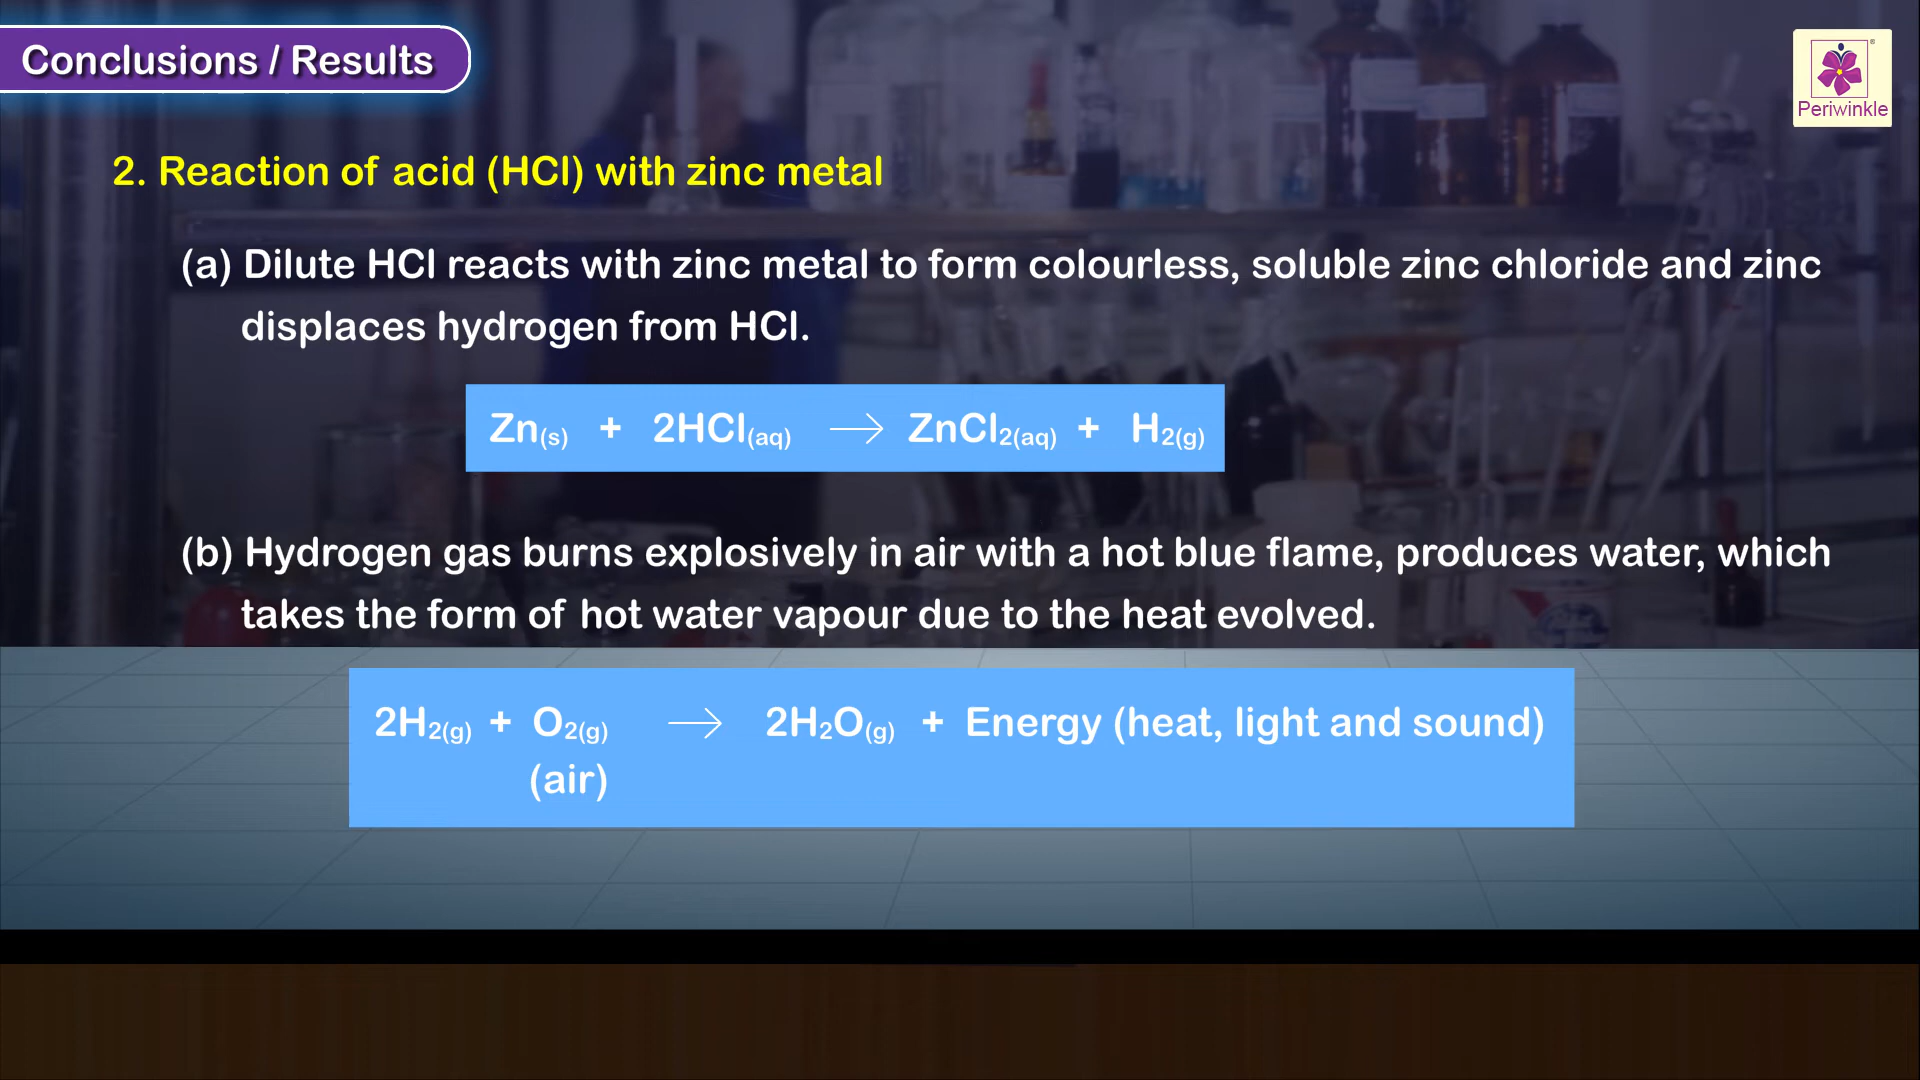 Conclusions / Results
Periwinkle
2. Reaction of acid (HCl) with zinc metal
(a) Dilute HCl reacts with zinc metal to form colourless, soluble zinc chloride and zinc
displaces hydrogen from HCl.
Zn(s) + 2HCl(aq) → ZnCl2(aq) + H2(g)
(b) Hydrogen gas burns explosively in air with a hot blue flame, produces water, which
takes the form of hot water vapour due to the heat evolved.
2H2(g) + O2(g) → 2H2O(g) + Energy (heat, light and sound)
(air)